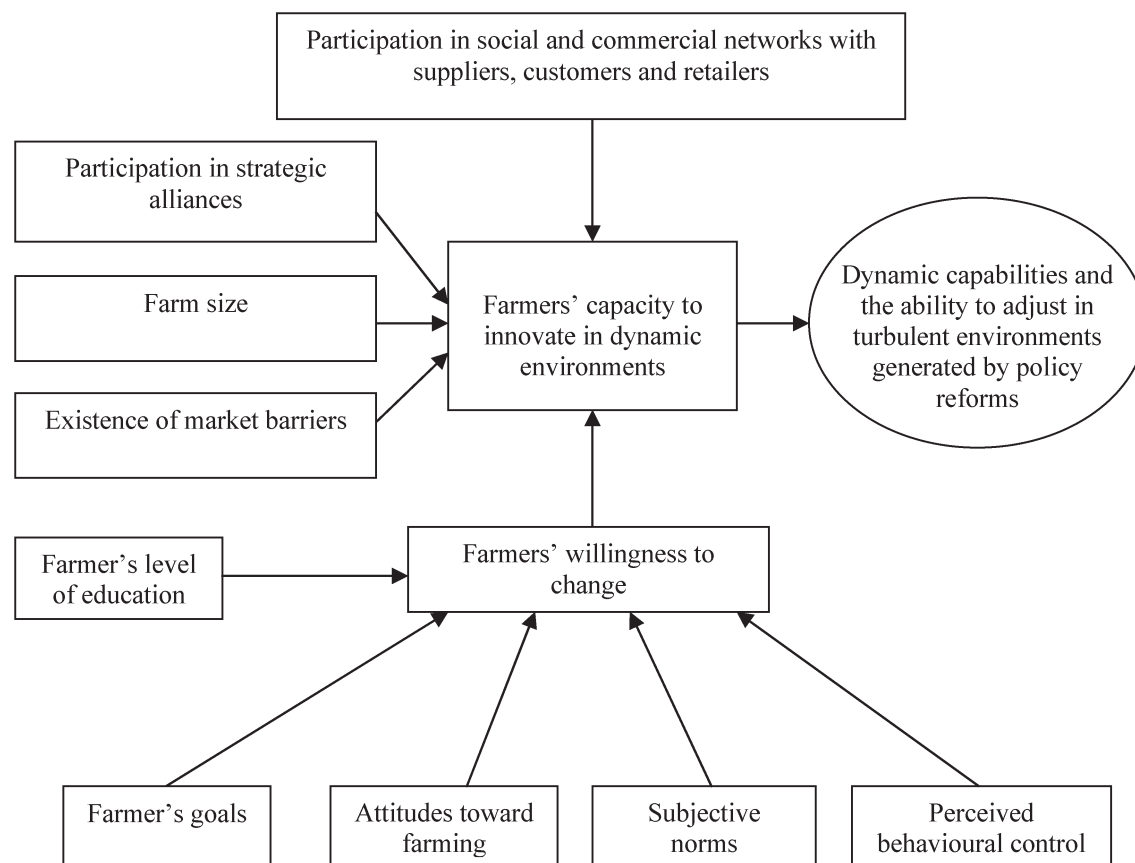 Participation in social and commercial networks with
suppliers, customers and retailers
Participation in strategic
alliances
Farm size
Existence of market barriers
Farmers’ capacity to
innovate in dynamic
environments
Dynamic capabilities and
the ability to adjust in
turbulent environments
generated by policy
reforms
Farmer’s level
of education
Farmers’ willingness to
change
Farmer’s goals
Attitudes toward
farming
Subjective
norms
Perceived
behavioural control